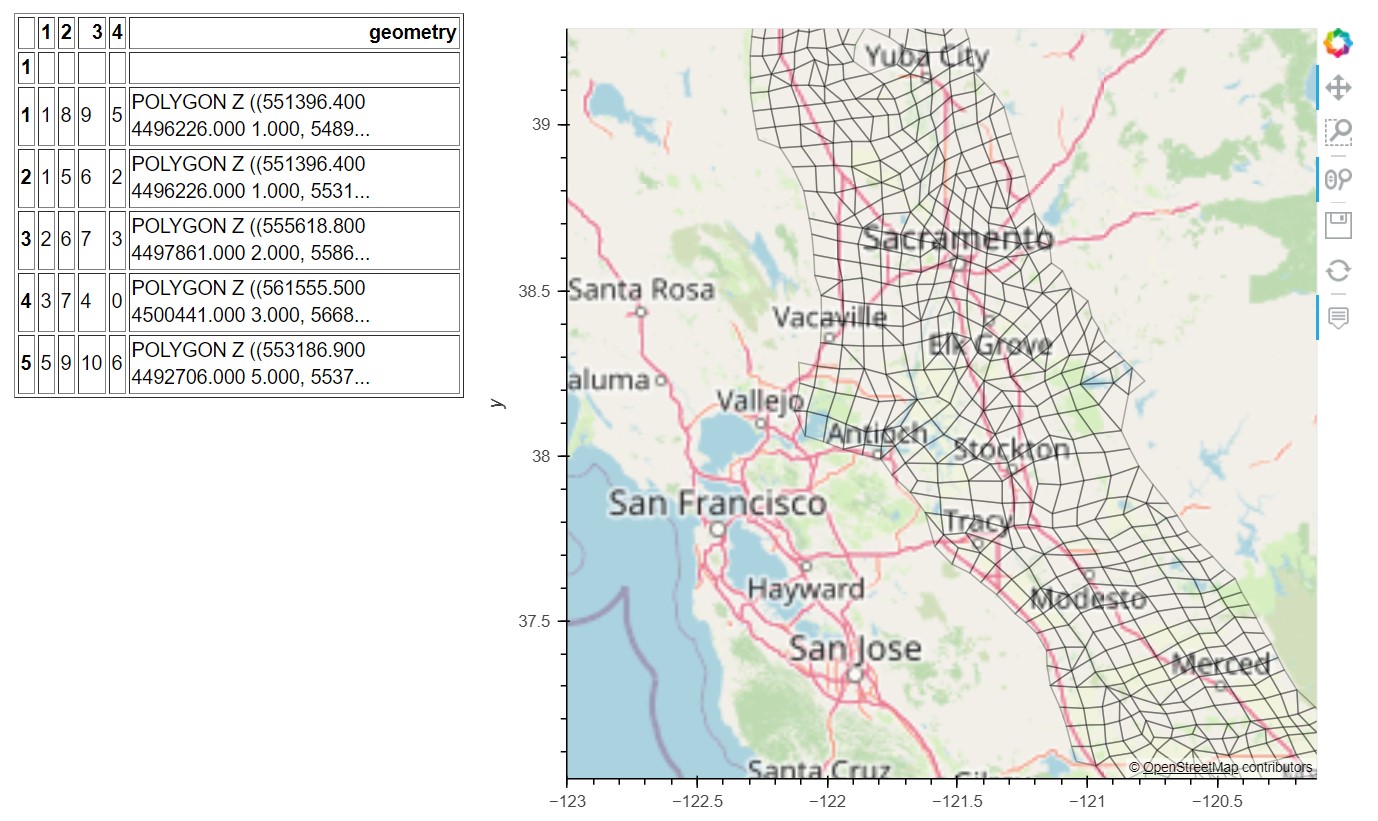 1 2 3 4 geometry
1
1 1 8 9 5 POLYGON Z ((551396.400
4496226.000 1.000, 5489...
2 1 5 6 2 POLYGON Z ((551396.400
4496226.000 1.000, 5531...
3 2 6 7 3 POLYGON Z ((555618.800
4497861.000 2.000, 5586...
4 3 7 4 0 POLYGON Z ((561555.500
4500441.000 3.000, 5668...
5 5 9 10 6 POLYGON Z ((553186.900
4492706.000 5.000, 5537...
y
39
38.5
38
37.5
Yuba City
Sacramento
Santa Rosa
Vacaville
Elk Grove
aluma
Vallejo
Antioch
Stockton
San Francisco
Tracy
Hayward
Modesto
San Jose
Merced
Santa Cruz
© OpenStreetMap contributors
−123 −122.5 −122 −121.5 −121 −120.5